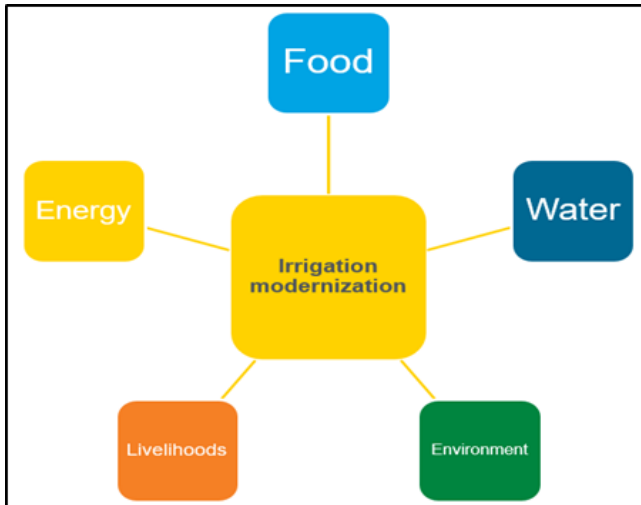 Food
Energy
Water
Irrigation
modernization
Livelihoods
Environment